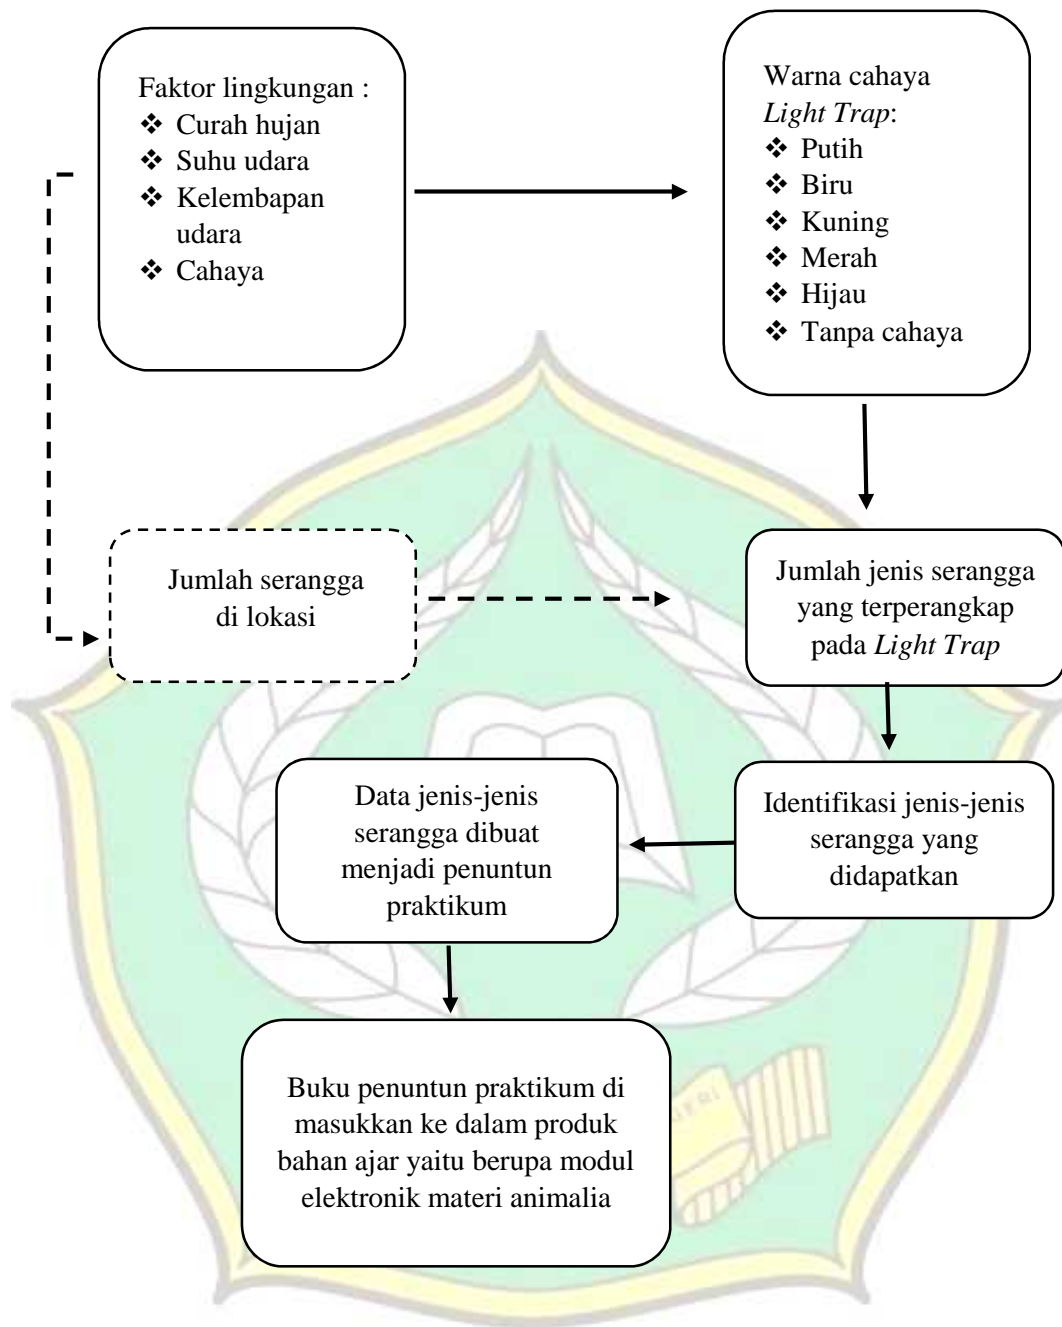 Faktor lingkungan :
❖ Curah hujan
❖ Suhu udara
❖ Kelembapan
udara
❖ Cahaya
Warna cahaya
Light Trap:
❖ Putih
❖ Biru
❖ Kuning
❖ Merah
❖ Hijau
❖ Tanpa cahaya
Jumlah serangga
di lokasi
Jumlah jenis serangga
yang terperangkap
pada Light Trap
Identifikasi jenis-jenis
serangga yang
didapatkan
Data jenis-jenis
serangga dibuat
menjadi penuntun
praktikum
Buku penuntun praktikum di
masukkan ke dalam produk
bahan ajar yaitu berupa modul
elektronik materi animalia